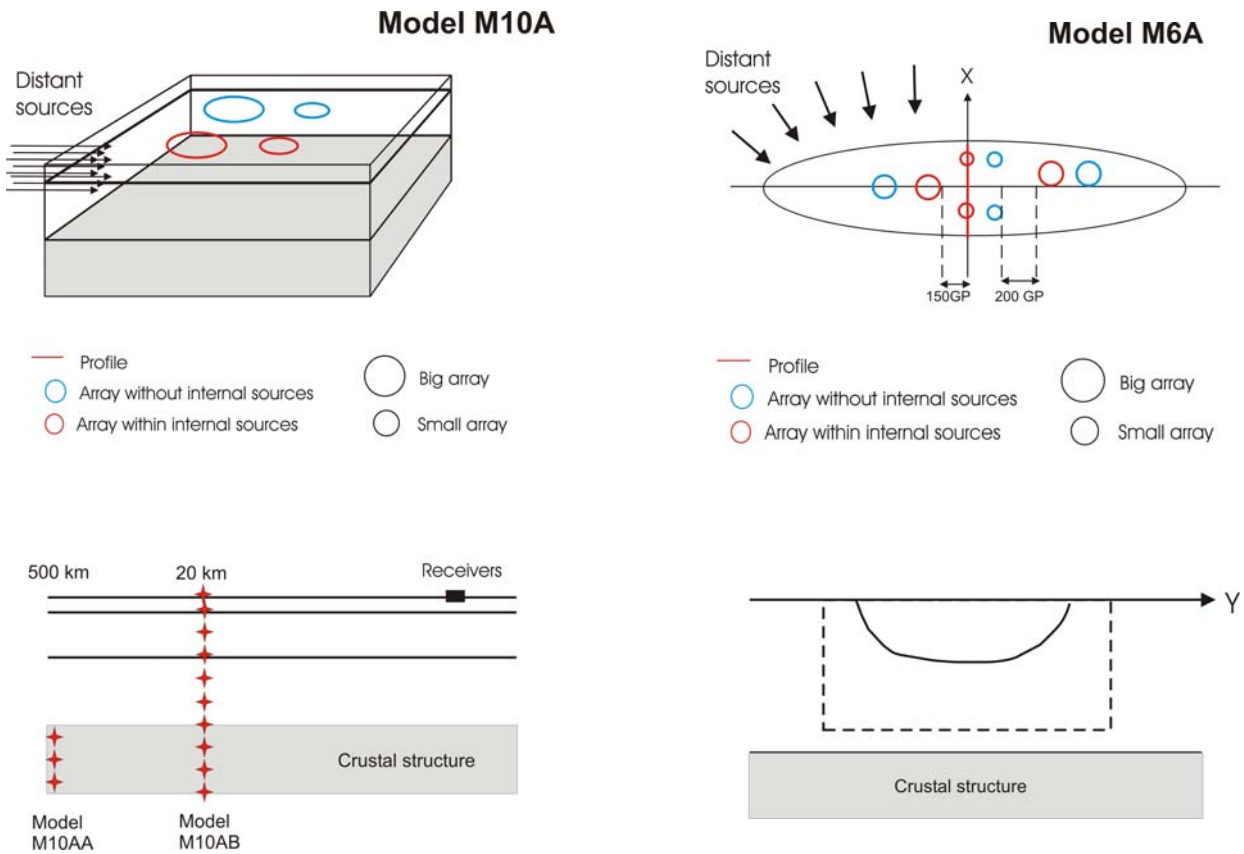 Model M10A
Distant
sources
Profile
Array without internal sources
Array within internal sources
Big array
Small array
500 km
20 km
Receivers
Crustal structure
Model
M10AA
Model
M10AB
Model M6A
Distant
sources
X
150GP
200 GP
Profile
Array without internal sources
Array within internal sources
Big array
Small array
Y
Crustal structure